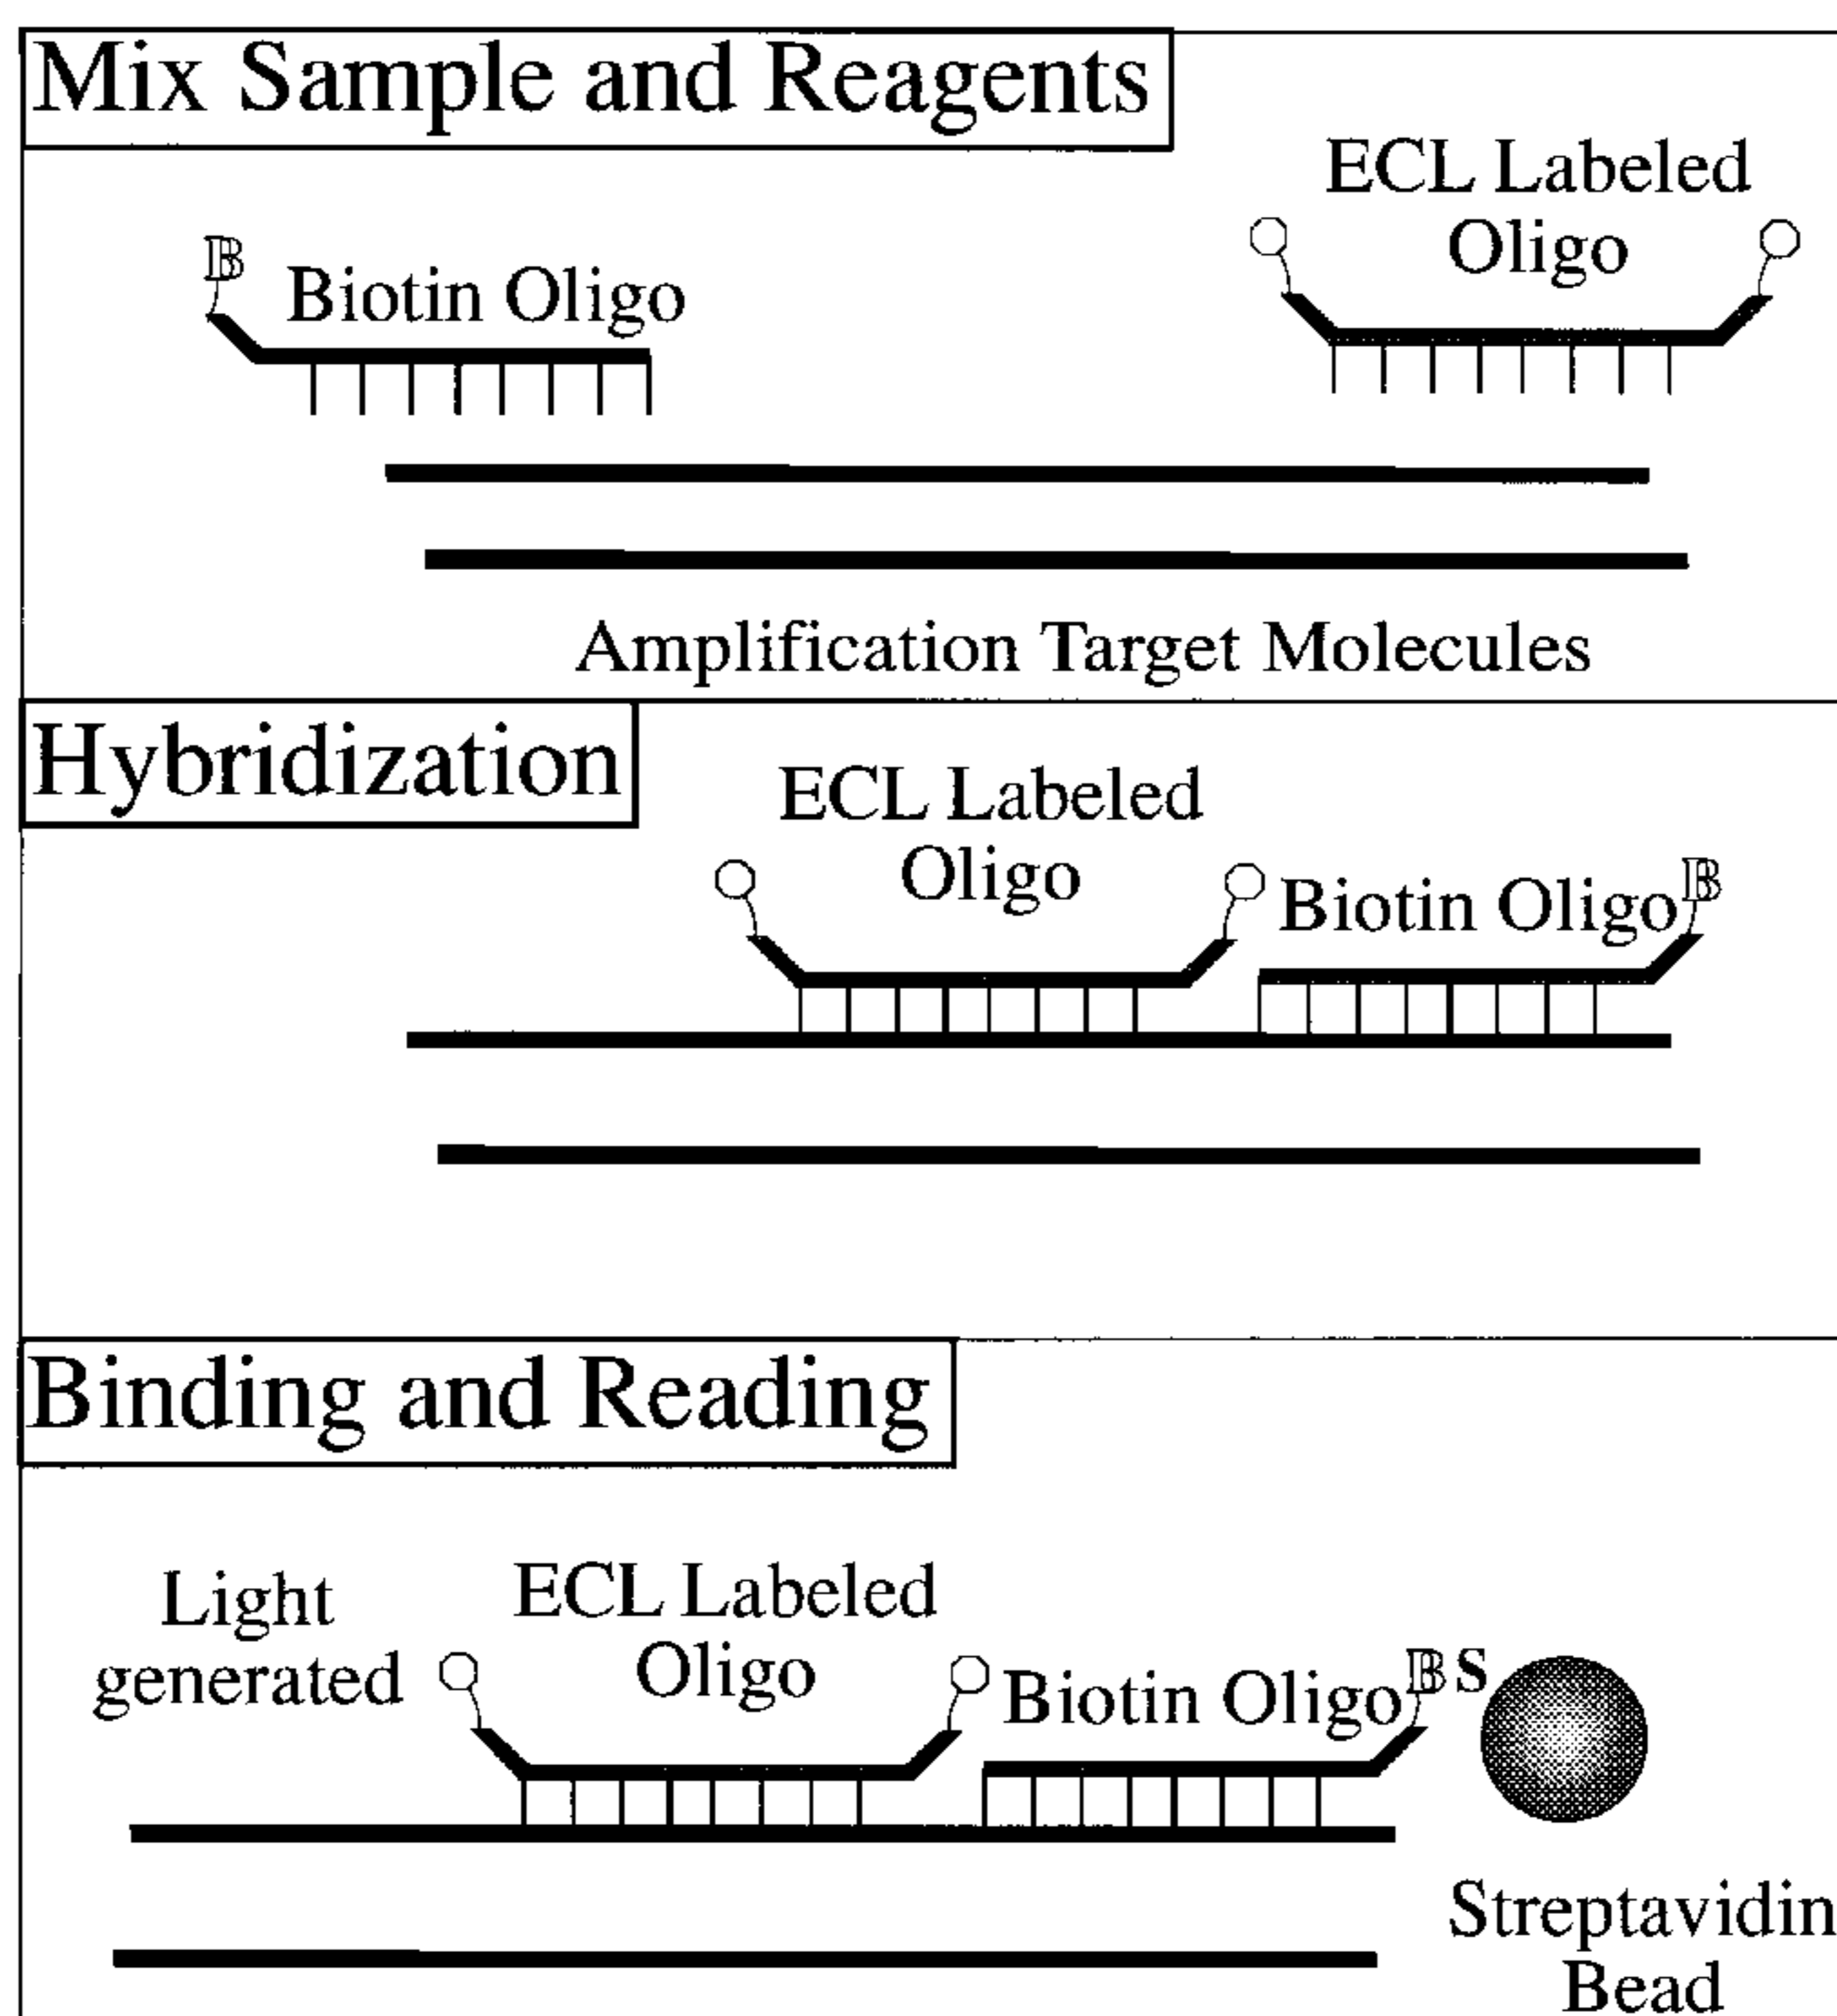 Mix Sample and Reagents
ECL Labeled
Oligo
B
Biotin Oligo
Amplification Target Molecules
Hybridization
ECL Labeled
Oligo
Biotin Oligo
B
Binding and Reading
Light
generated
ECL Labeled
Oligo
Biotin Oligo
B S
Streptavidin
Bead